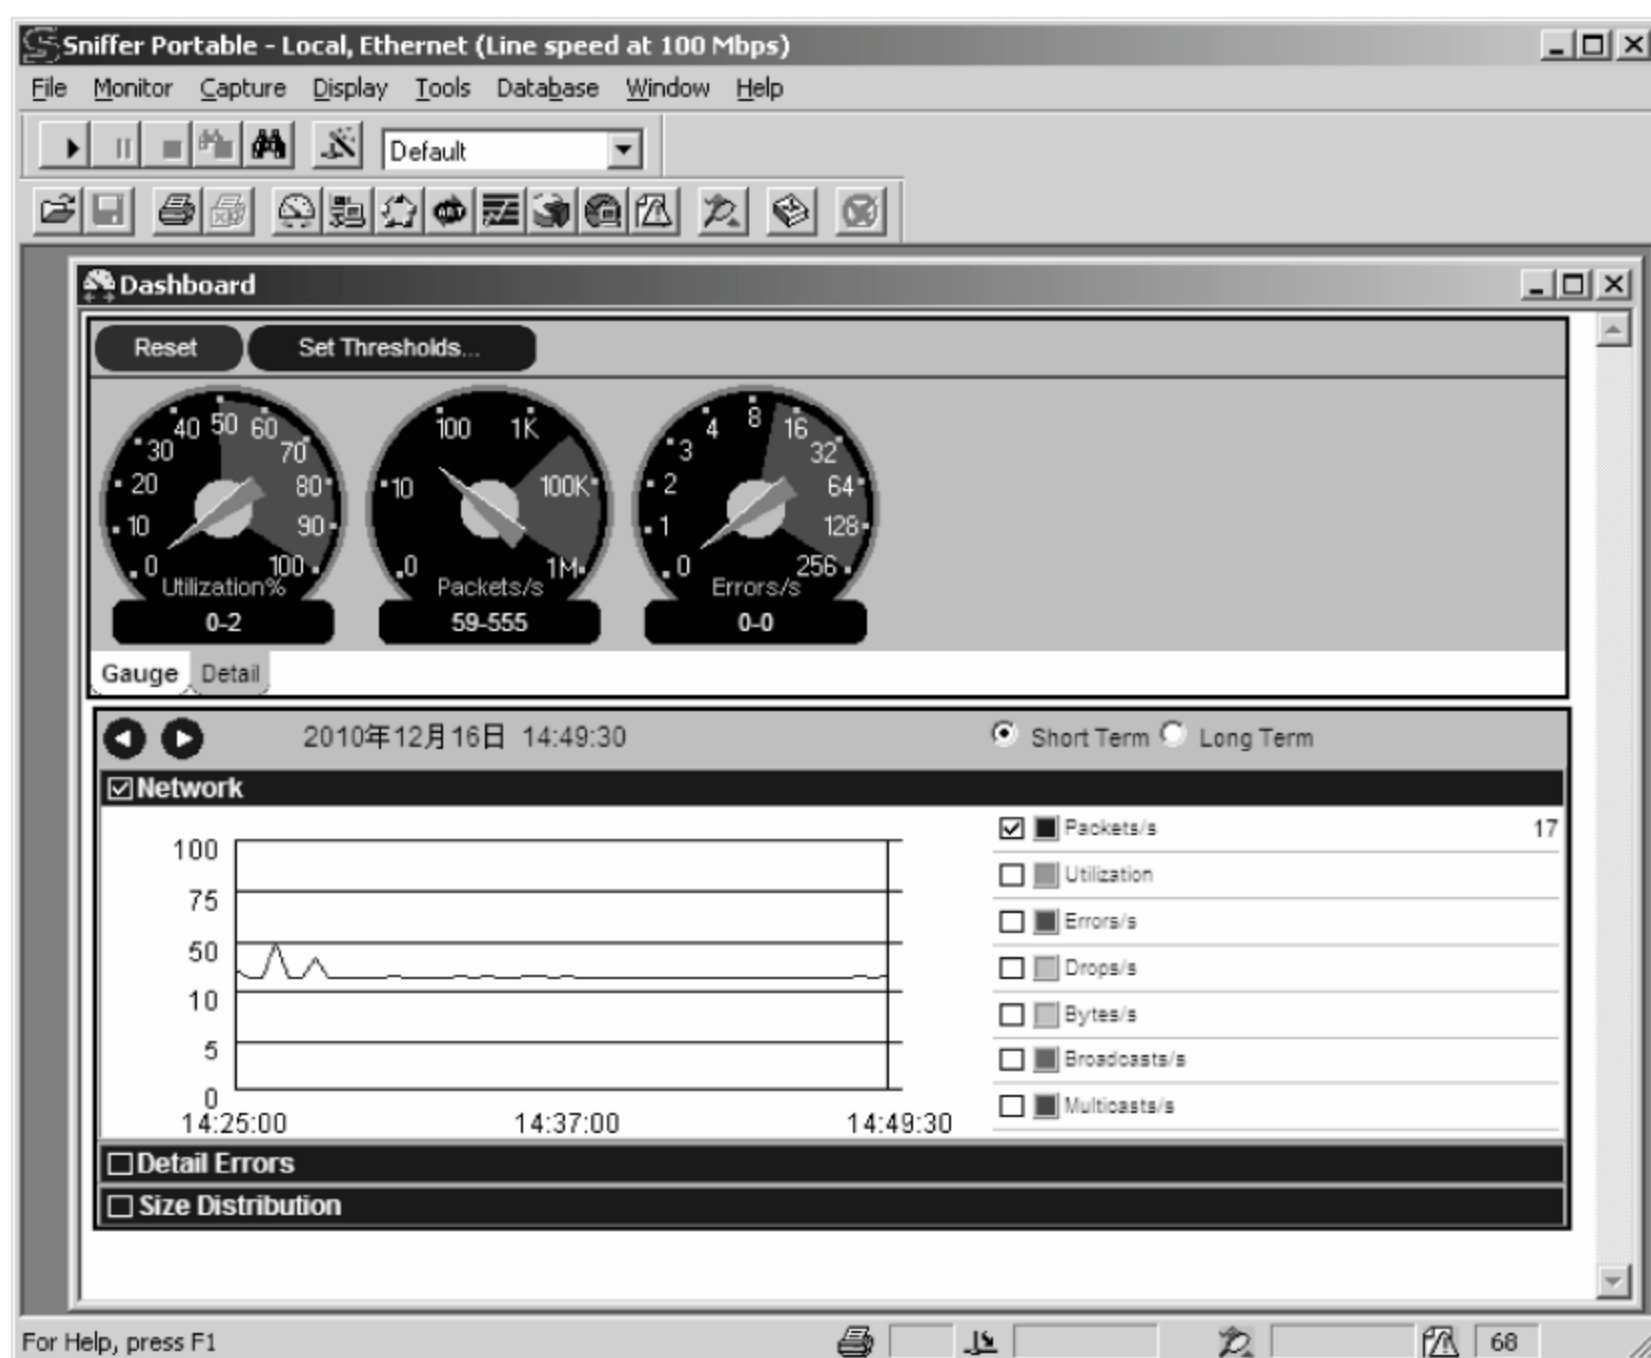 Sniffer Portable - Local, Ethernet (Line speed at 100 Mbps)
File Monitor Capture Display Tools Database Window Help
Default
Dashboard
Reset Set Thresholds...
0 10 20 30 40 50 60 70 80 90 100
Utilization%
0-2
0 10 100 1K 100K 1M
Packets/s
59-555
0 1 2 3 4 8 16 32 64 128 256
Errors/s
0-0
Gauge Detail
2010年12月16日 14:49:30 Short Term Long Term
Network
100
75
50
10
5
0
14:25:00 14:37:00 14:49:30
Packets/s 17
Utilization
Errors/s
Drops/s
Bytes/s
Broadcasts/s
Multicasts/s
Detail Errors
Size Distribution
For Help, press F1 68